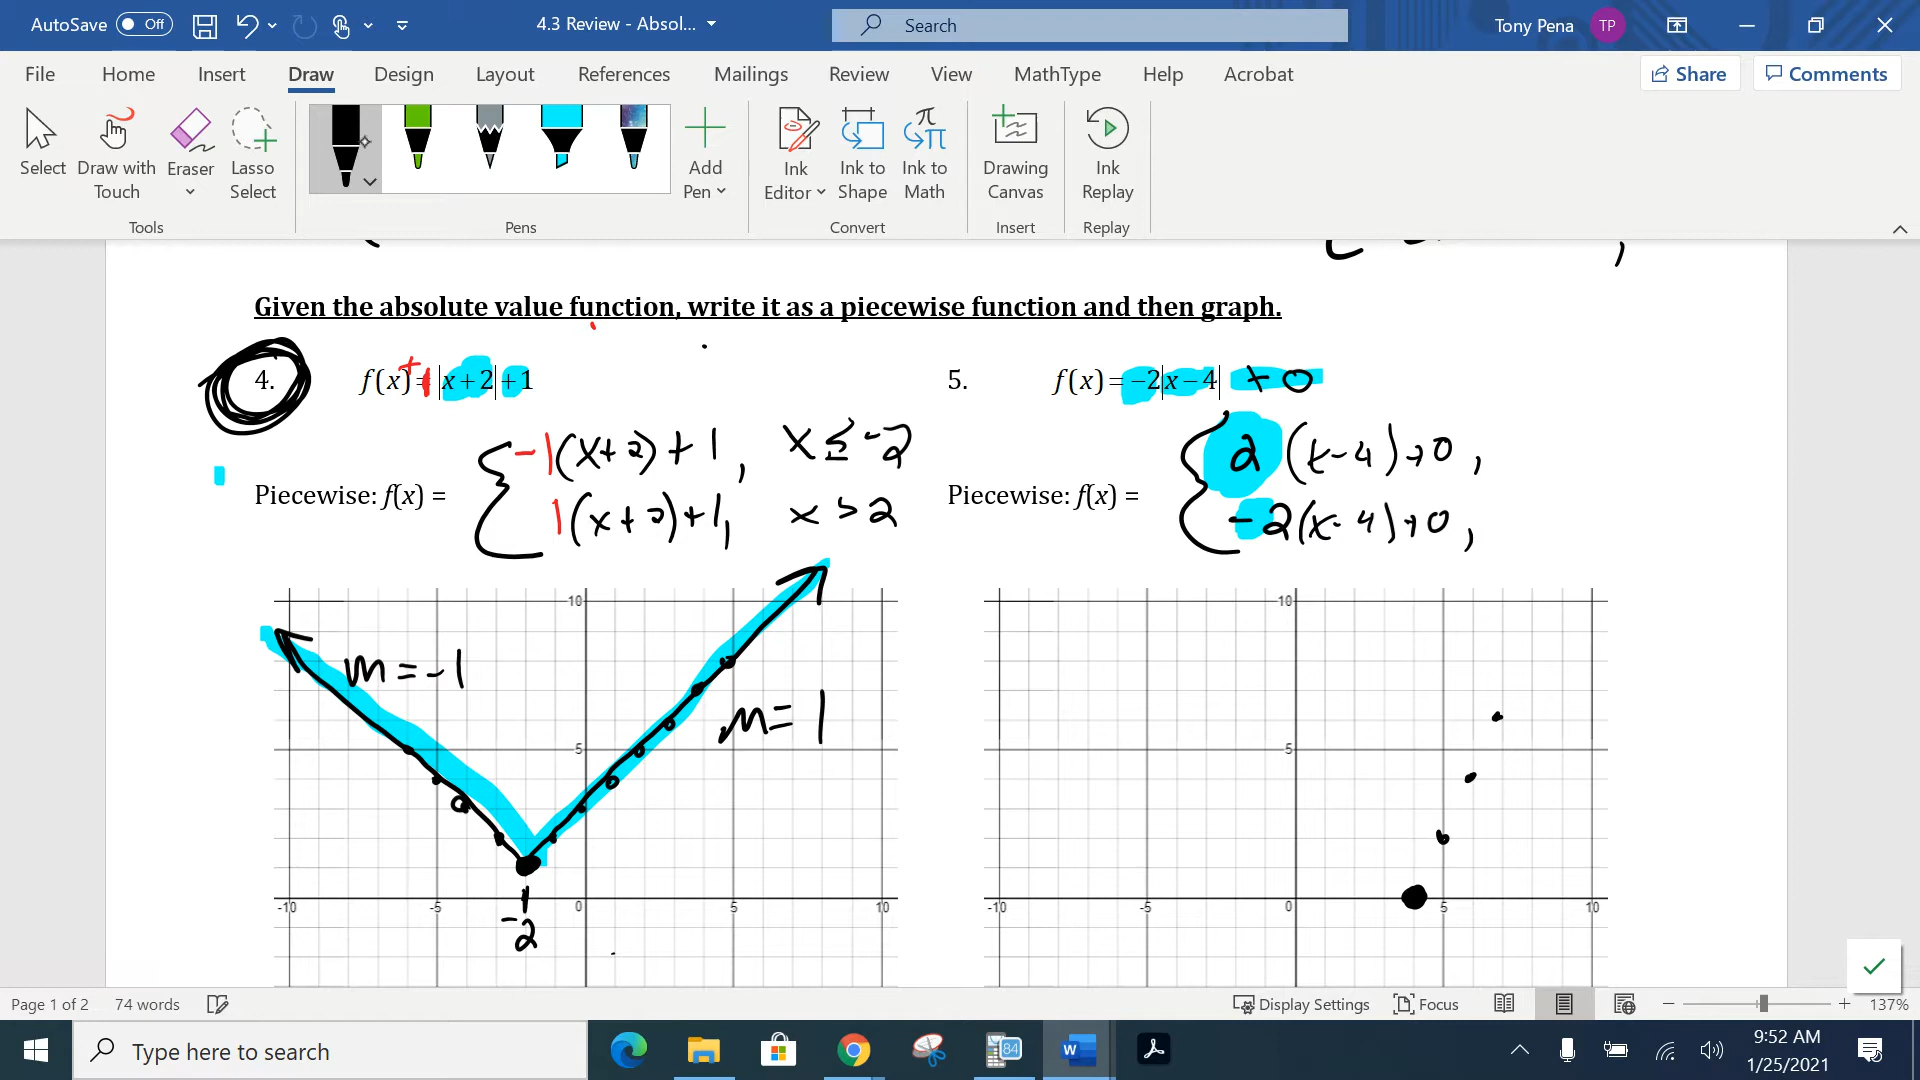 AutoSave Off 4.3 Review - Absol... Search Tony Pena TP
File Home Insert Draw Design Layout References Mailings Review View MathType Help Acrobat Share Comments
Select Draw with Touch Eraser Lasso Select Add Pen Ink Editor Ink to Shape Ink to Math Drawing Canvas Ink Replay
Tools Pens Convert Insert Replay
Given the absolute value function, write it as a piecewise function and then graph.
4. f(x) = |x+2|+1
+1
5. f(x) = -2|x-4| + 0
-1(x+2)+1, x ≤ -2
Piecewise: f(x) =
1(x+2)+1, x > 2
2(x-4)+0,
Piecewise: f(x) =
-2(x-4)+0,
10
m = -1
m = 1
5
-10 -5 0 5 10
-2
10
5
-10 -5 0 5 10
Page 1 of 2 74 words Display Settings Focus 137%
Type here to search 84 9:52 AM
1/25/2021